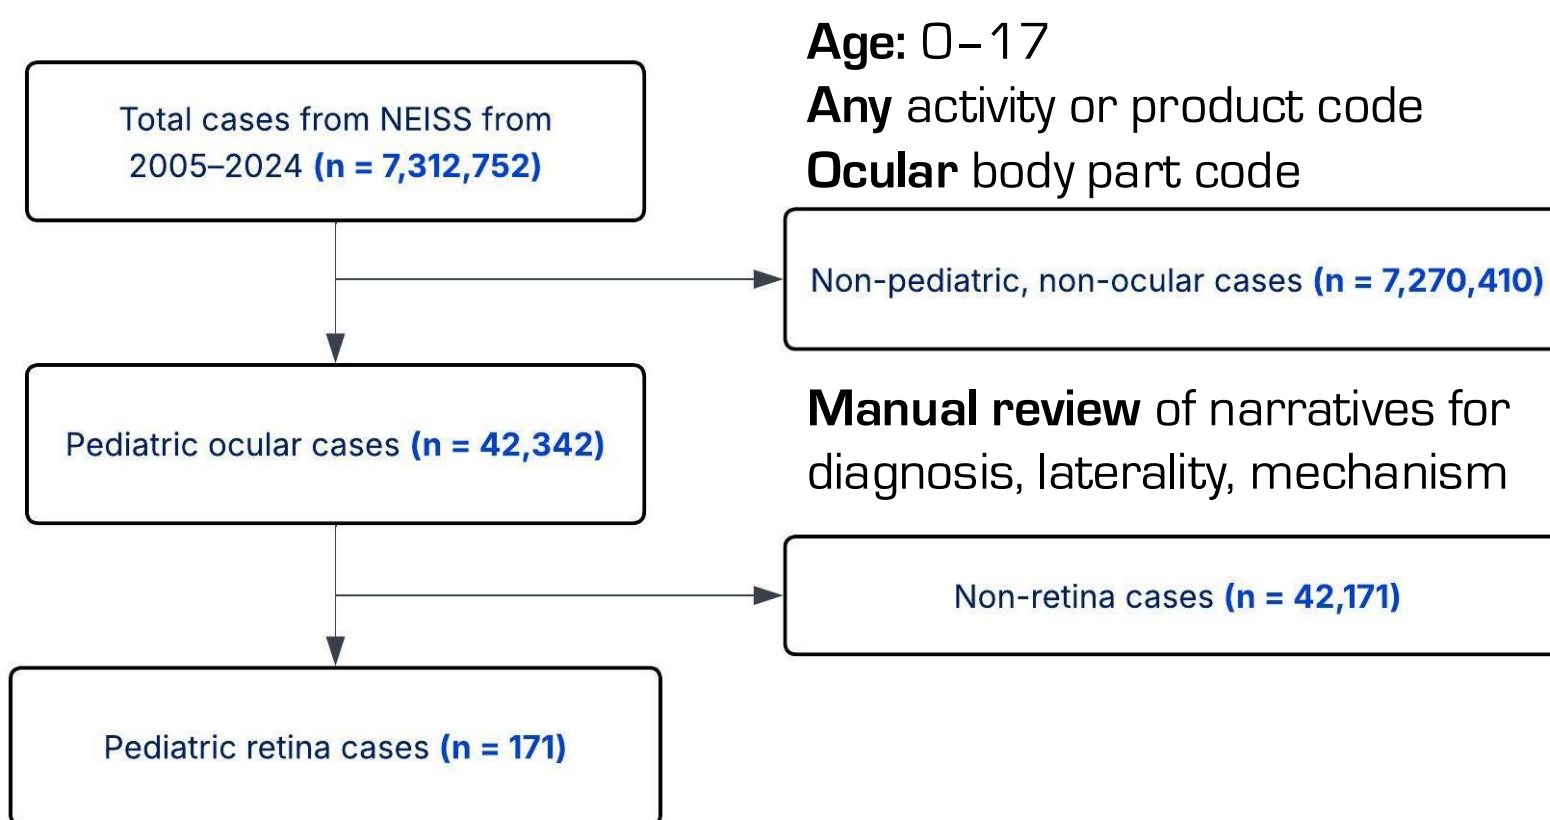 Age: 0–17
Any activity or product code
Ocular body part code
Total cases from NEISS from
2005–2024 (n = 7,312,752)
Non-pediatric, non-ocular cases (n = 7,270,410)
Pediatric ocular cases (n = 42,342)
Manual review of narratives for
diagnosis, laterality, mechanism
Non-retina cases (n = 42,171)
Pediatric retina cases (n = 171)